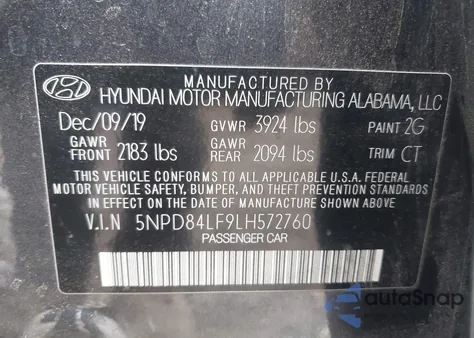 MANUFACTURED BY
HYUNDAI MOTOR MANUFACTURING ALABAMA, LLC
Dec/09/19 GVWR 3924 lbs PAINT 2G
GAWR FRONT 2183 lbs GAWR REAR 2094 lbs TRIM CT
THIS VEHICLE CONFORMS TO ALL APPLICABLE U.S.A. FEDERAL
MOTOR VEHICLE SAFETY, BUMPER, AND THEFT PREVENTION STANDARDS
IN EFFECT ON THE DATE OF MANUFACTURE SHOWN ABOVE.
V.I.N 5NPD84LF9LH572760
PASSENGER CAR
autoSnap